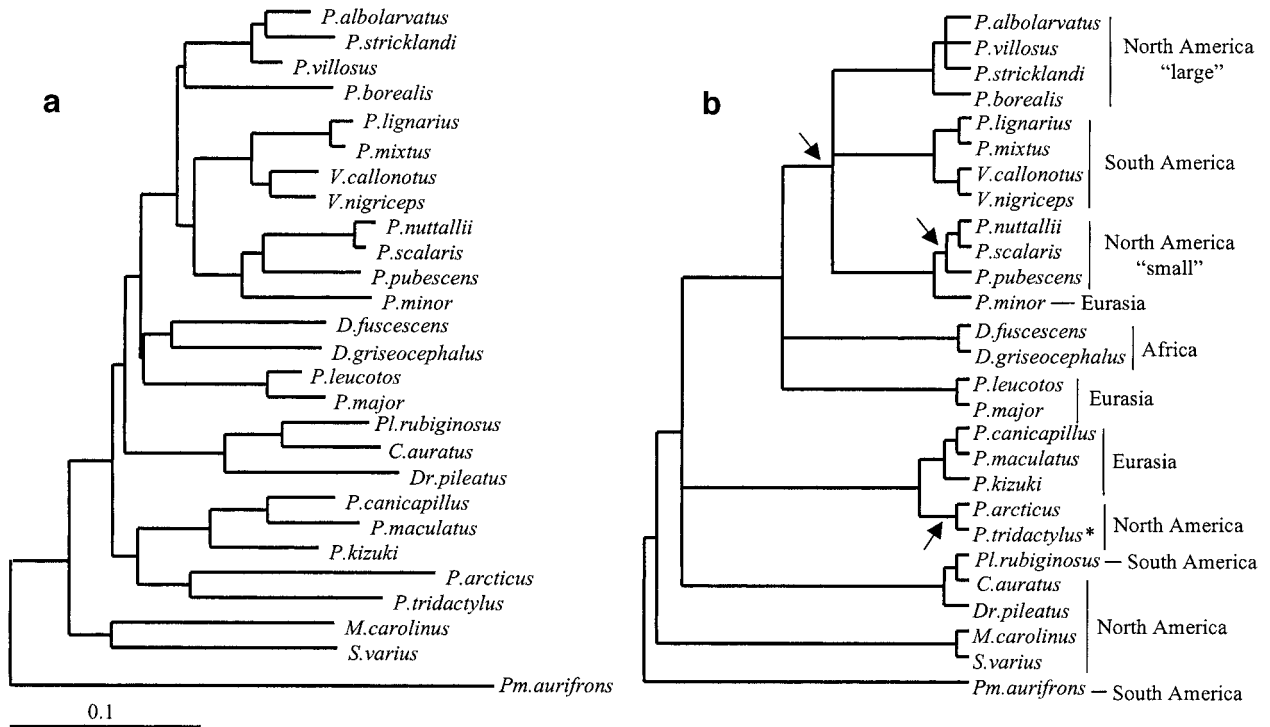 a
P.albolarvatus
P.stricklandi
P.villosus
P.borealis
P.lignarius
P.mixtus
V.callonotus
V.nigriceps
P.nuttallii
P.scalaris
P.pubescens
P.minor
D.fuscescens
D.griseocephalus
P.leucotos
P.major
Pl.rubiginosus
C.auratus
Dr.pileatus
P.canicapillus
P.maculatus
P.kizuki
P.arcticus
P.tridactylus
M.carolinus
S.varius
Pm.aurifrons
0.1
b
P.albolarvatus
P.villosus
P.stricklandi
P.borealis
North America
“large”
P.lignarius
P.mixtus
V.callonotus
V.nigriceps
South America
P.nuttallii
P.scalaris
P.pubescens
North America
“small”
P.minor — Eurasia
D.fuscescens
D.griseocephalus
Africa
P.leucotos
P.major
Eurasia
P.canicapillus
P.maculatus
P.kizuki
Eurasia
P.arcticus
P.tridactylus*
North America
Pl.rubiginosus — South America
C.auratus
Dr.pileatus
M.carolinus
S.varius
North America
Pm.aurifrons — South America